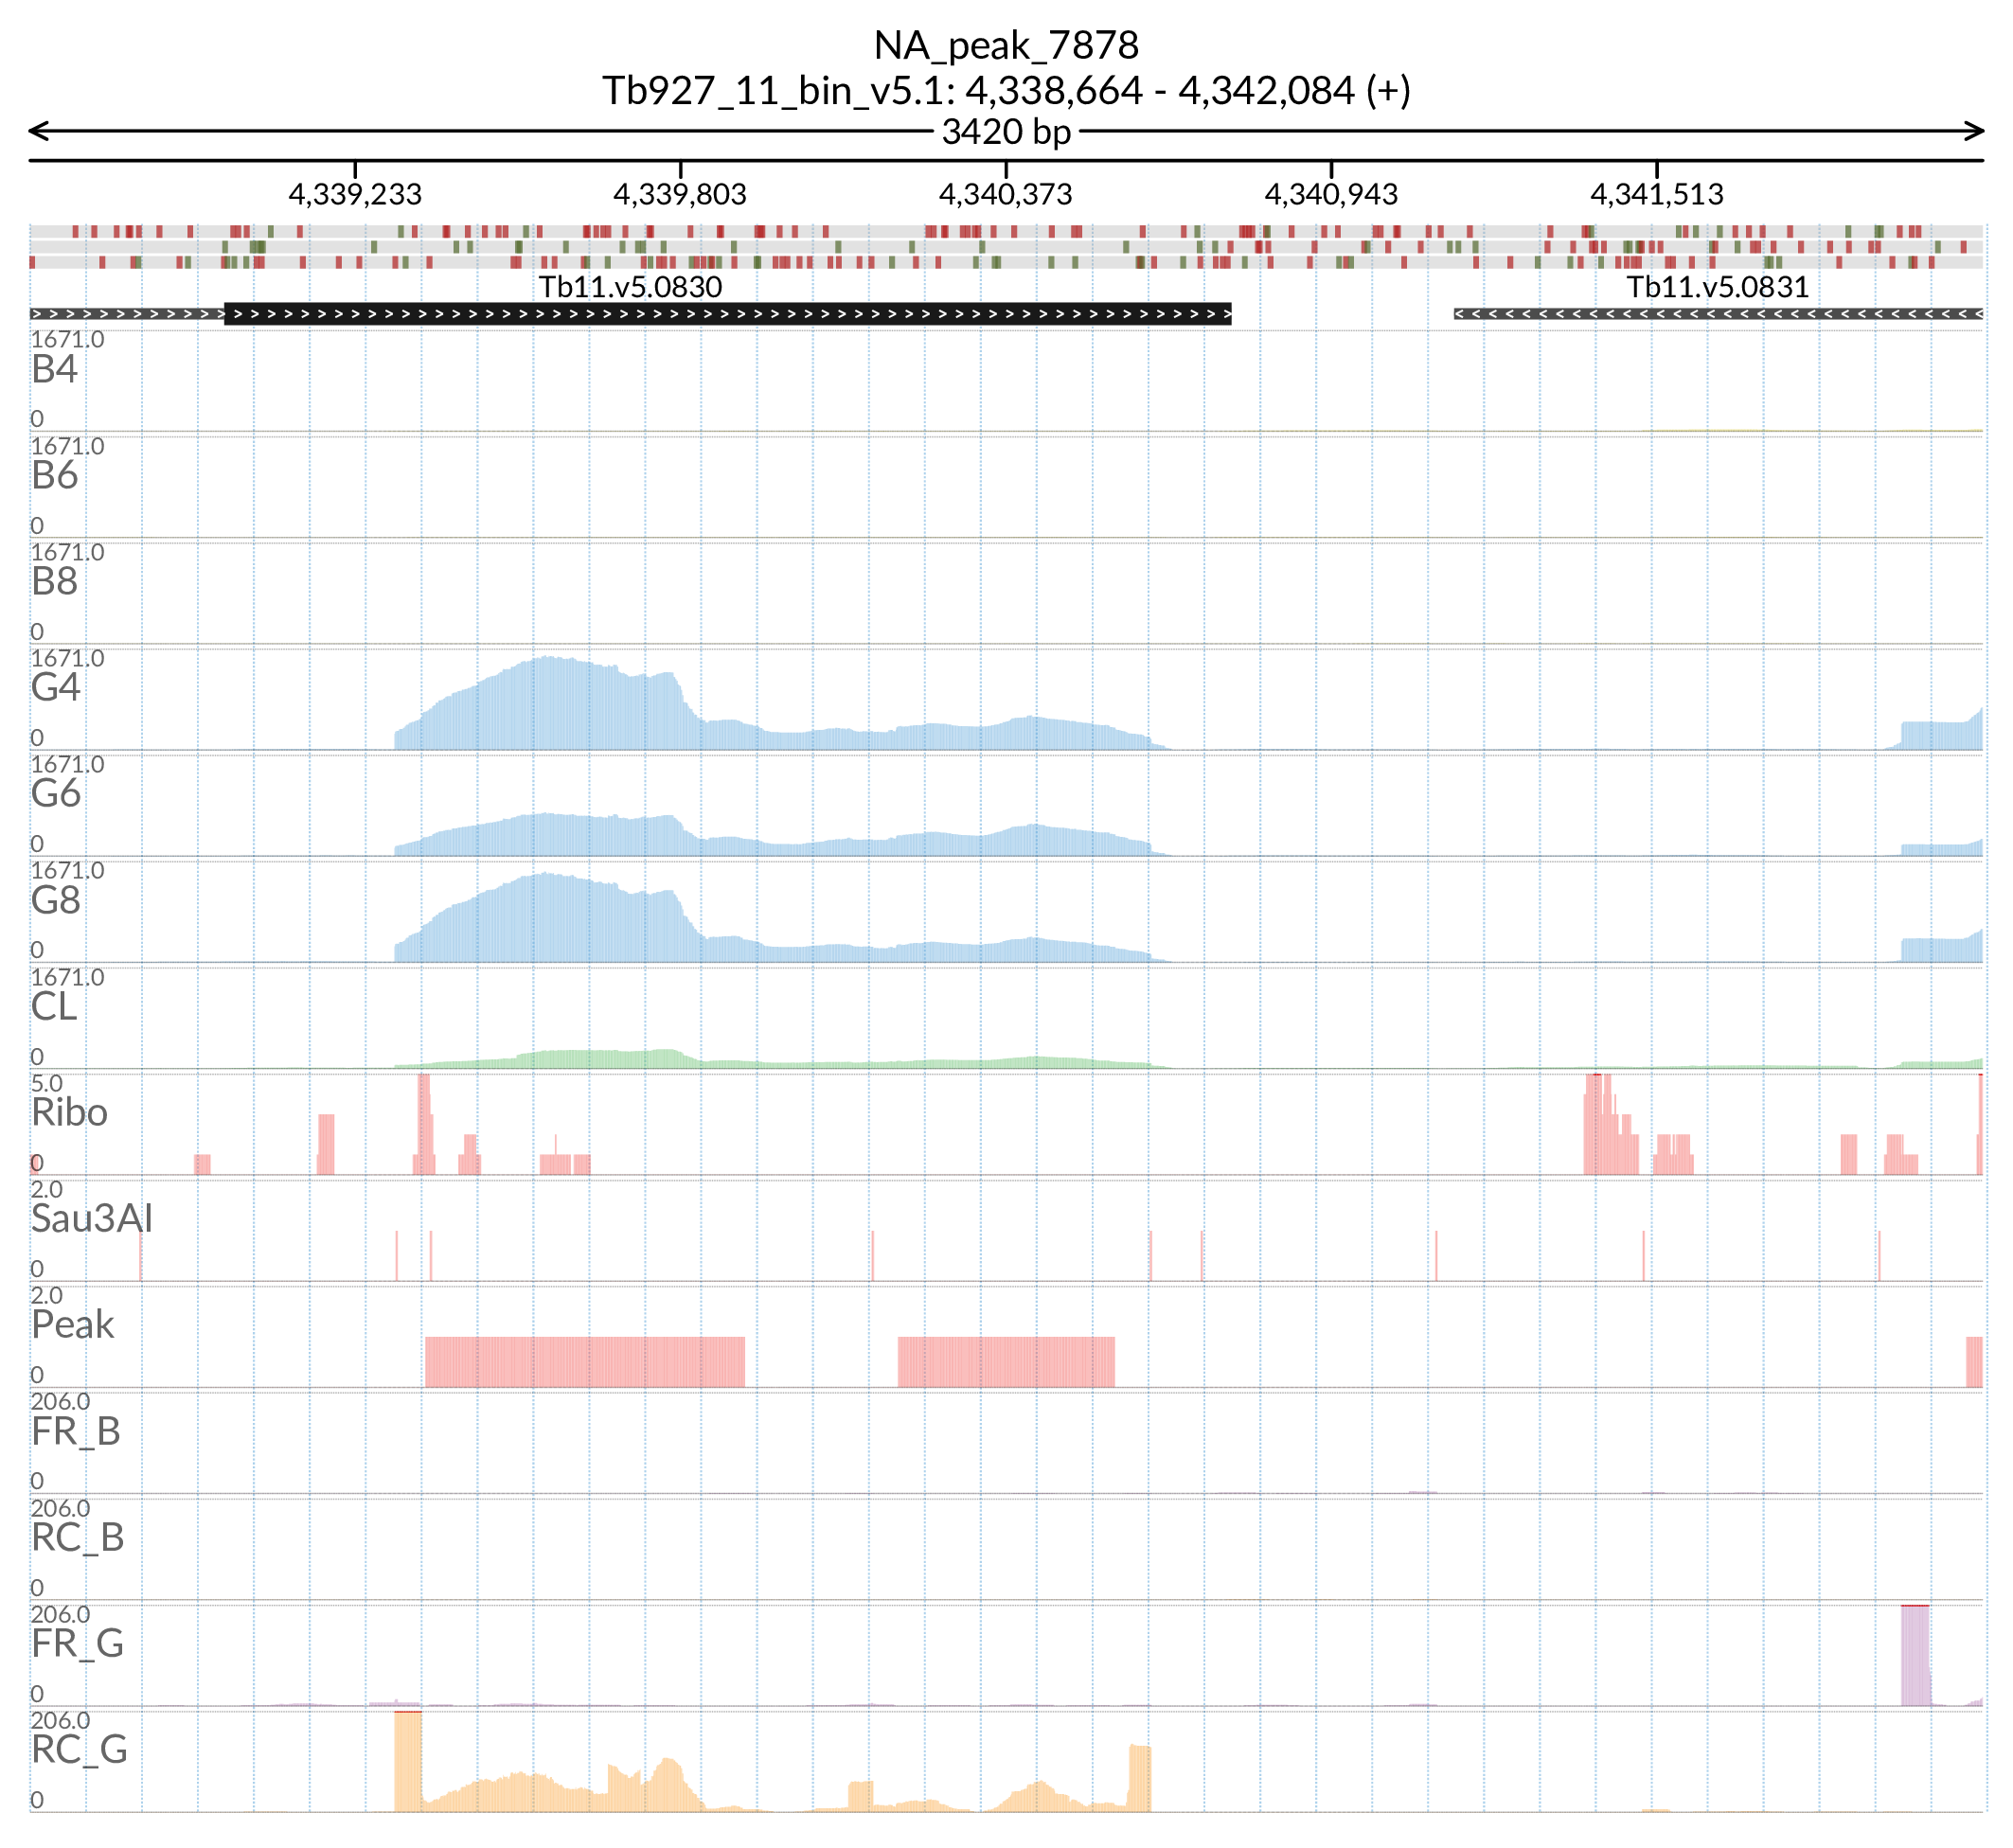 NA_peak_7878
Tb927_11_bin_v5.1: 4,338,664 - 4,342,084 (+)
3420 bp
4,339,233 4,339,803 4,340,373 4,340,943 4,341,513
Tb11.v5.0830 Tb11.v5.0831
1671.0
B4
0
1671.0
B6
0
1671.0
B8
0
1671.0
G4
0
1671.0
G6
0
1671.0
G8
0
1671.0
CL
0
5.0
Ribo
0
2.0
Sau3AI
0
2.0
Peak
0
206.0
FR_B
0
206.0
RC_B
0
206.0
FR_G
0
206.0
RC_G
0